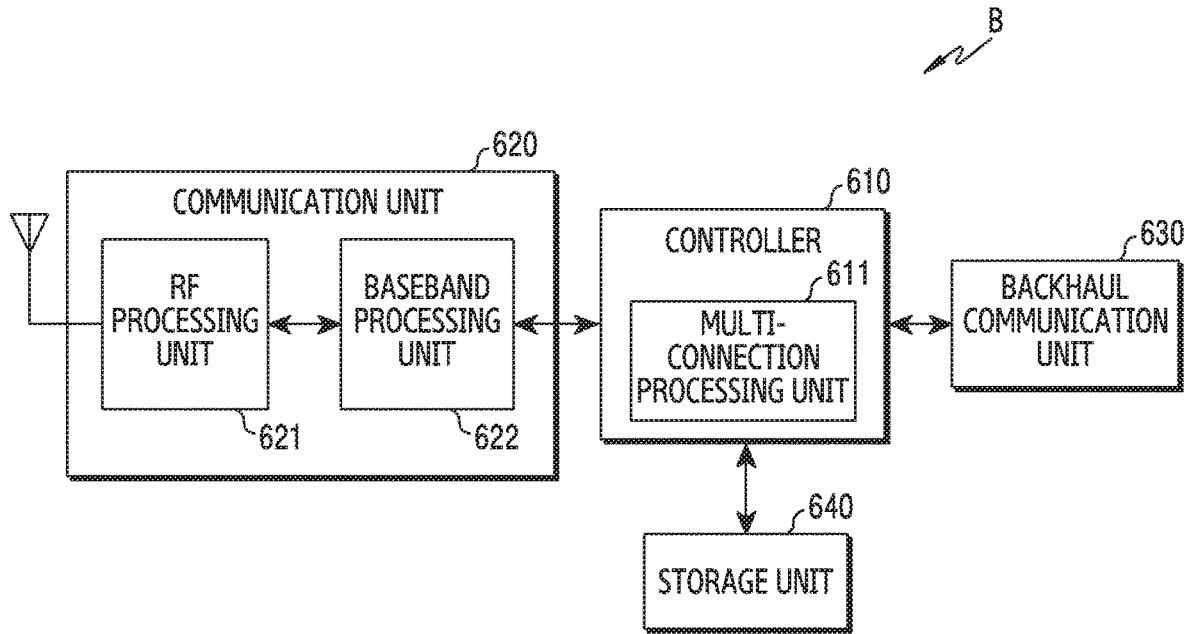 B
620
COMMUNICATION UNIT
RF
PROCESSING
UNIT
621
BASEBAND
PROCESSING
UNIT
622
610
CONTROLLER
611
MULTI-
CONNECTION
PROCESSING UNIT
630
BACKHAUL
COMMUNICATION
UNIT
640
STORAGE UNIT